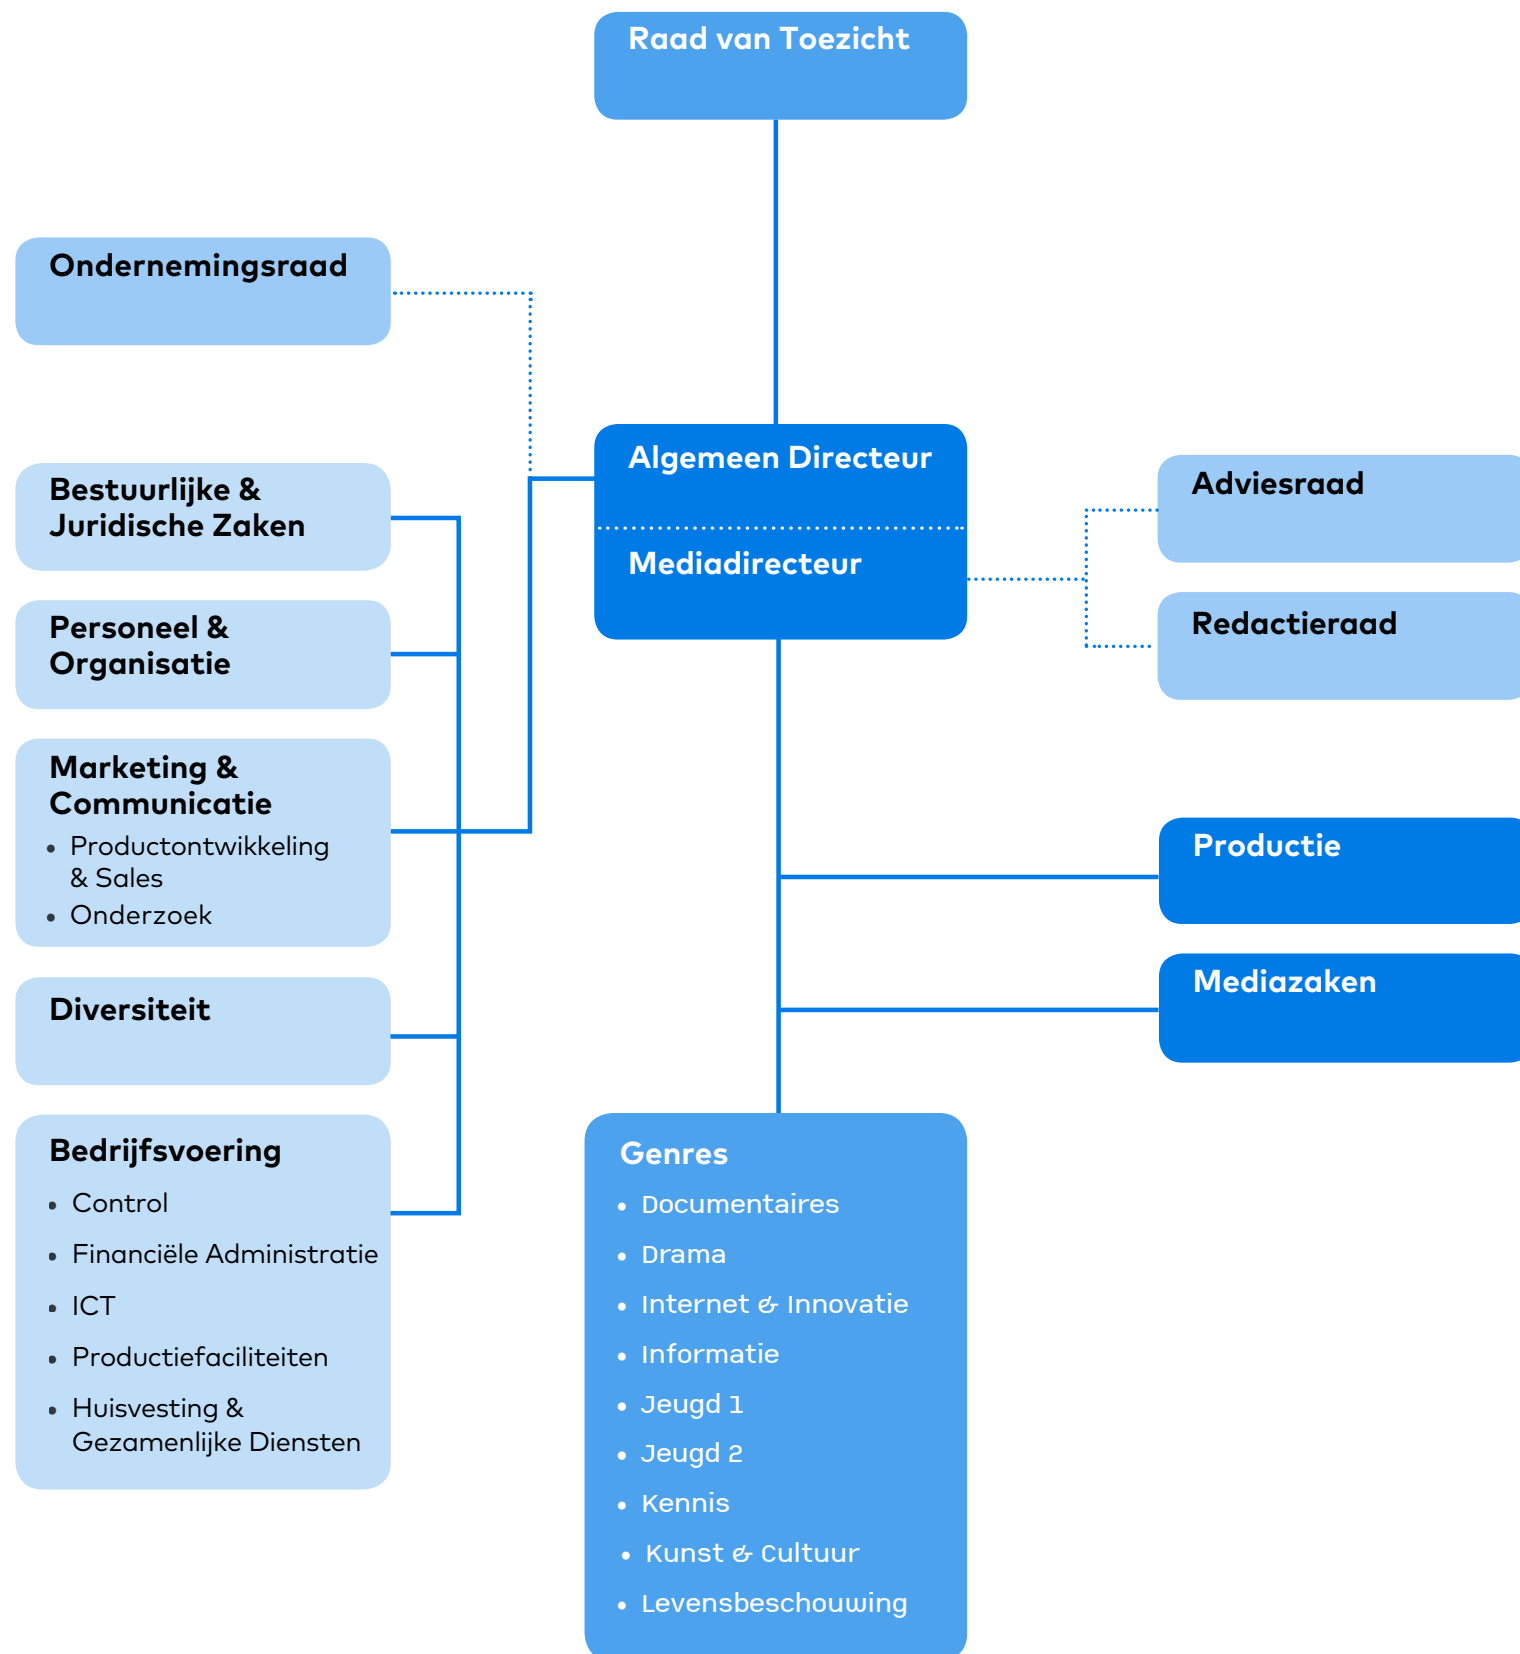 Raad van Toezicht
Ondernemingsraad
Algemeen Directeur
Mediadirecteur
Adviesraad
Redactieraad
Bestuurlijke &
Juridische Zaken
Personeel &
Organisatie
Marketing &
Communicatie
• Productontwikkeling
& Sales
• Onderzoek
Diversiteit
Bedrijfsvoering
• Control
• Financiële Administratie
• ICT
• Productiefaciliteiten
• Huisvesting &
Gezamenlijke Diensten
Productie
Mediazaken
Genres
• Documentaires
• Drama
• Internet & Innovatie
• Informatie
• Jeugd 1
• Jeugd 2
• Kennis
• Kunst & Cultuur
• Levensbeschouwing